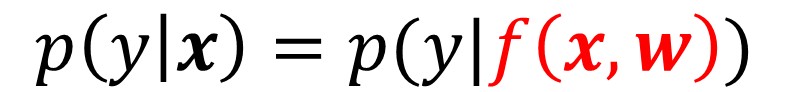 p(y|x) = p(y|f(x, w))